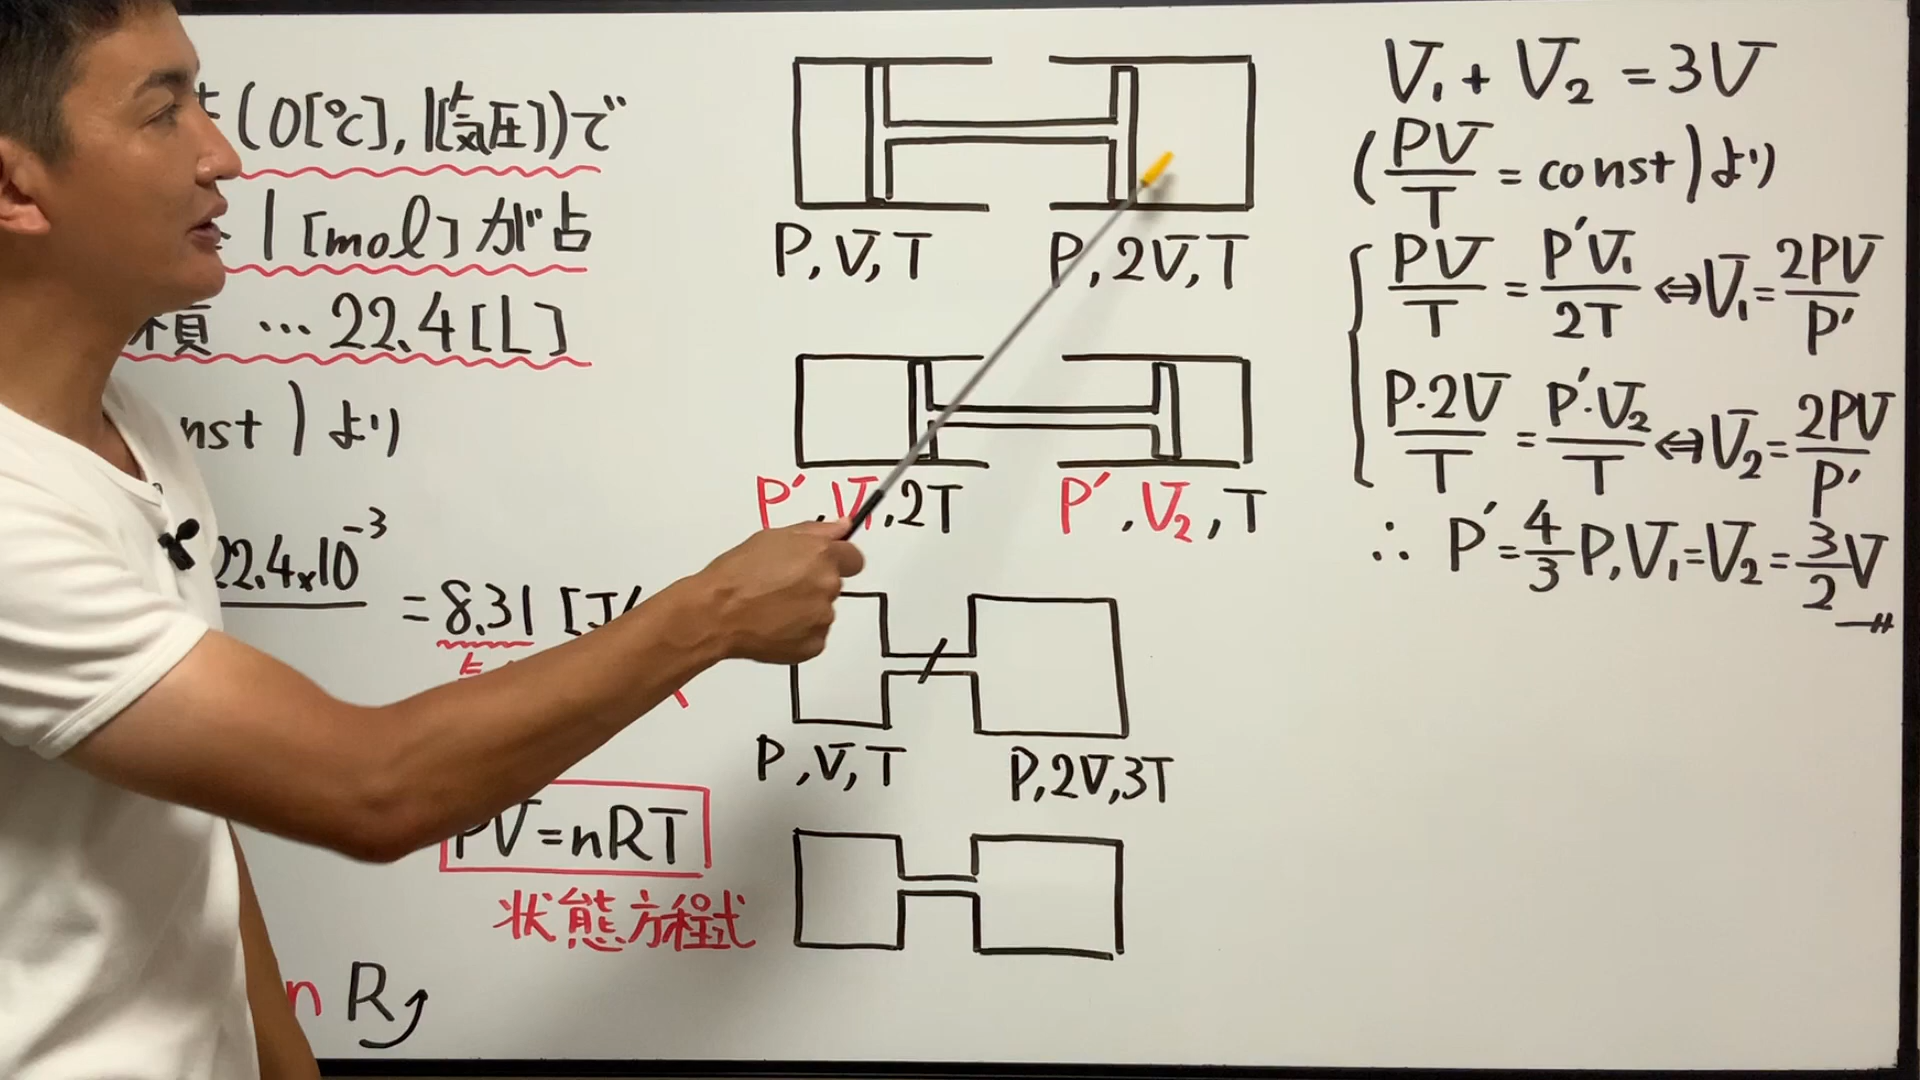 (0[℃], 1[気圧])で
1[mol]が占
積 … 22.4[L]
nst)より
22.4×10⁻³
= 8.31 [J/
PV=nRT
状態方程式
n R
P, V, T
P, 2V, T
P′, V₁, 2T
P′, V₂, T
P, V, T
P, 2V, 3T
V₁ + V₂ = 3V
(PV/T = const)より
PV/T = P′V₁/2T ⇔ V₁ = 2PV/P′
P·2V/T = P′·V₂/T ⇔ V₂ = 2PV/P′
∴ P′ = 4/3 P, V₁ = V₂ = 3/2 V